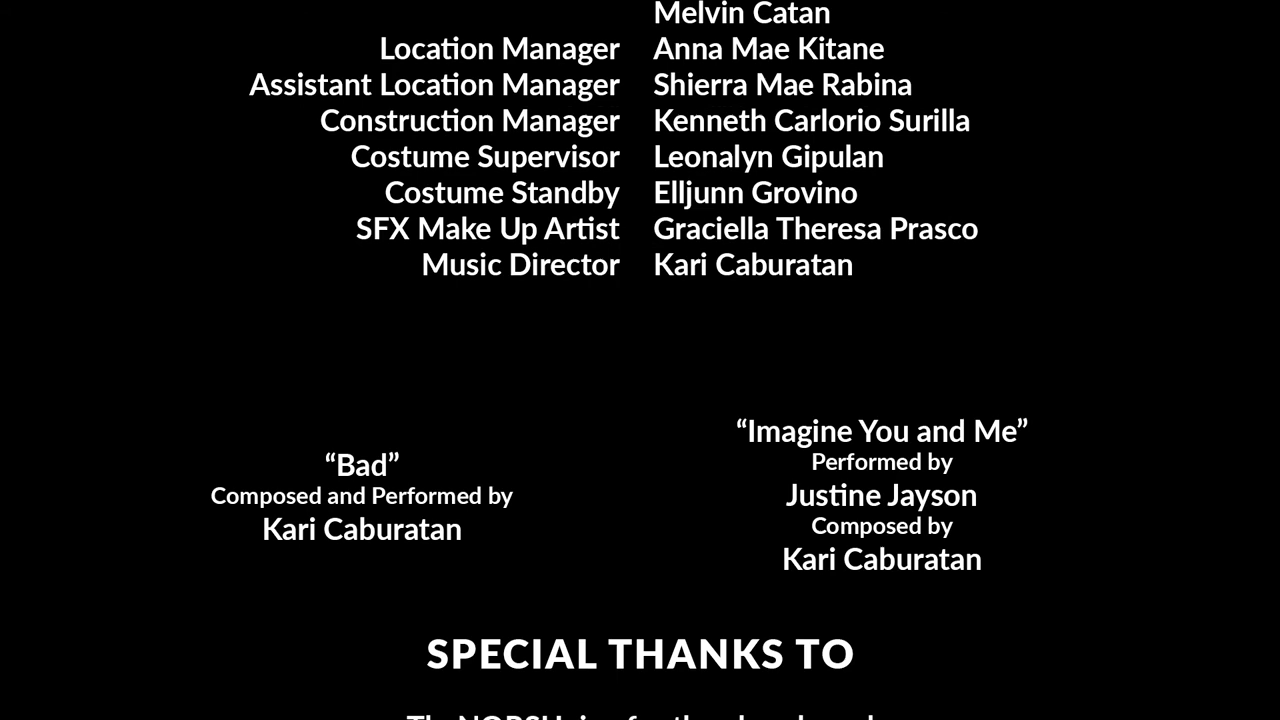 Melvin Catan
Location Manager Anna Mae Kitane
Assistant Location Manager Shierra Mae Rabina
Construction Manager Kenneth Carlorio Surilla
Costume Supervisor Leonalyn Gipulan
Costume Standby Elljunn Grovino
SFX Make Up Artist Graciella Theresa Prasco
Music Director Kari Caburatan
“Bad”
Composed and Performed by
Kari Caburatan
“Imagine You and Me”
Performed by
Justine Jayson
Composed by
Kari Caburatan
SPECIAL THANKS TO